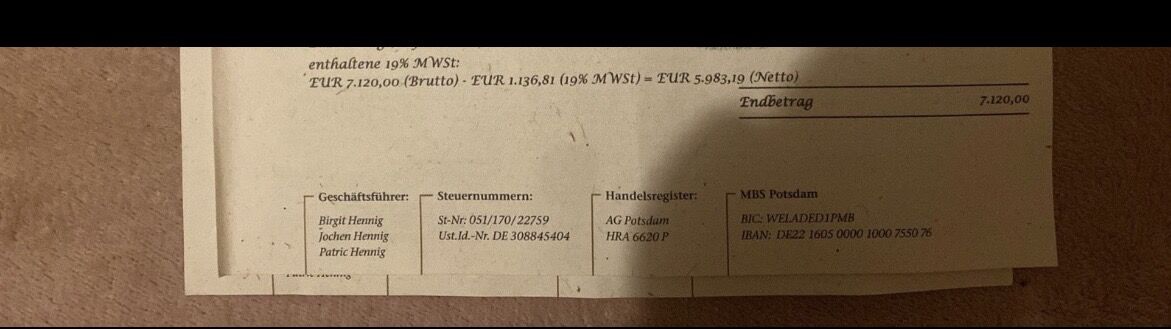 enthaltene 19% MWSt:
EUR 7.120,00 (Brutto) - EUR 1.136,81 (19% MWSt) = EUR 5.983,19 (Netto)
Endbetrag 7.120,00
Geschäftsführer:
Birgit Hennig
Jochen Hennig
Patric Hennig
Steuernummern:
St-Nr: 051/170/22759
Ust.Id.-Nr. DE 308845404
Handelsregister:
AG Potsdam
HRA 6620 P
MBS Potsdam
BIC: WELADED1PMB
IBAN: DE22 1605 0000 1000 7550 76